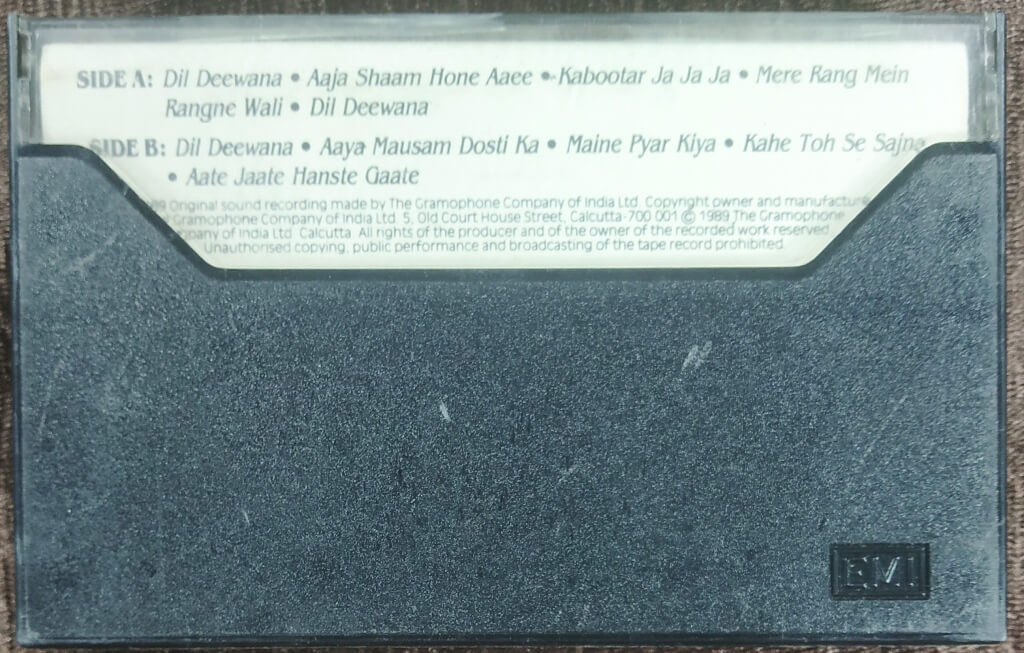 SIDE A: Dil Deewana • Aaja Shaam Hone Aaee • Kabootar Ja Ja Ja • Mere Rang Mein
Rangne Wali • Dil Deewana
SIDE B: Dil Deewana • Aaya Mausam Dosti Ka • Maine Pyar Kiya • Kahe Toh Se Sajna
• Aate Jaate Hanste Gaate
Original sound recording made by The Gramophone Company of India Ltd. Copyright owner and
Gramophone Company of India Ltd. 5, Old Court House Street, Calcutta-700 001 © 1989 The Gramophone
of India Ltd. Calcutta. All rights of the producer and of the owner of the recorded work reserved.
Unauthorised copying, public performance and broadcasting of the tape record prohibited.
EMI